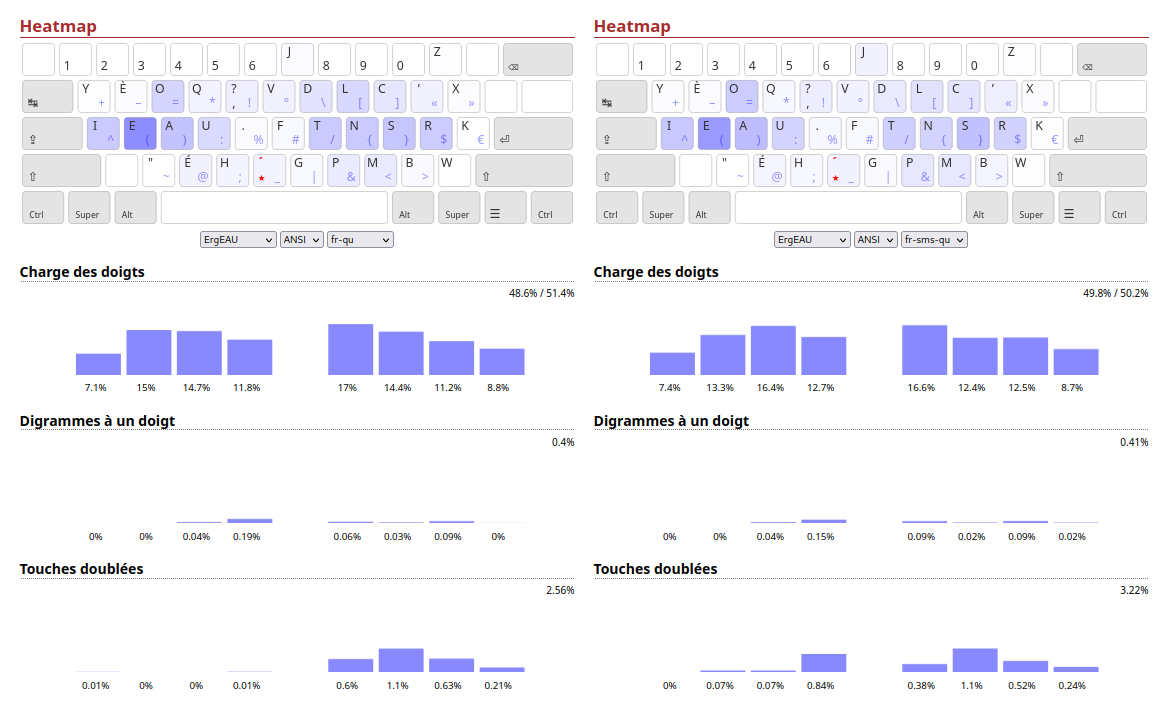 Heatmap
J Z
1 2 3 4 5 6 8 9 0 ⌫
Y È O Q ? V D L C ’ X
↹ + – = * , ! ° \ [ ] « »
I E A U . F T N S R K
⇪ ^ ( ) : % # / { } $ € ⏎
" É H ´ G P M B W
⇧ ~ @ ; ★ _ | & < > ⇧
Ctrl Super Alt Alt Super ☰ Ctrl
ErgEAU ANSI fr-qu
Charge des doigts
48.6% / 51.4%
7.1% 15% 14.7% 11.8% 17% 14.4% 11.2% 8.8%
Digrammes à un doigt
0.4%
0% 0% 0.04% 0.19% 0.06% 0.03% 0.09% 0%
Touches doublées
2.56%
0.01% 0% 0% 0.01% 0.6% 1.1% 0.63% 0.21%
Heatmap
J Z
1 2 3 4 5 6 8 9 0 ⌫
Y È O Q ? V D L C ’ X
↹ + – = * , ! ° \ [ ] « »
I E A U . F T N S R K
⇪ ^ ( ) : % # / { } $ € ⏎
" É H ´ G P M B W
⇧ ~ @ ; ★ _ | & < > ⇧
Ctrl Super Alt Alt Super ☰ Ctrl
ErgEAU ANSI fr-sms-qu
Charge des doigts
49.8% / 50.2%
7.4% 13.3% 16.4% 12.7% 16.6% 12.4% 12.5% 8.7%
Digrammes à un doigt
0.41%
0% 0% 0.04% 0.15% 0.09% 0.02% 0.09% 0.02%
Touches doublées
3.22%
0% 0.07% 0.07% 0.84% 0.38% 1.1% 0.52% 0.24%